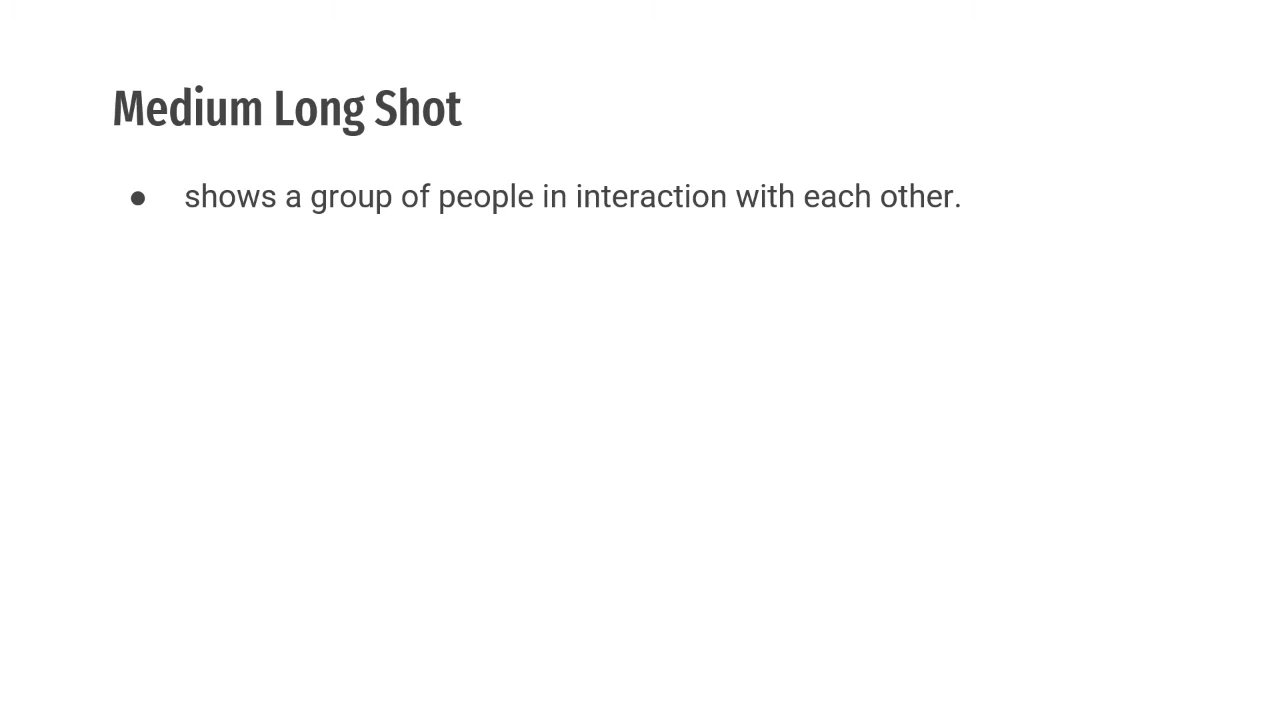 Medium Long Shot
● shows a group of people in interaction with each other.